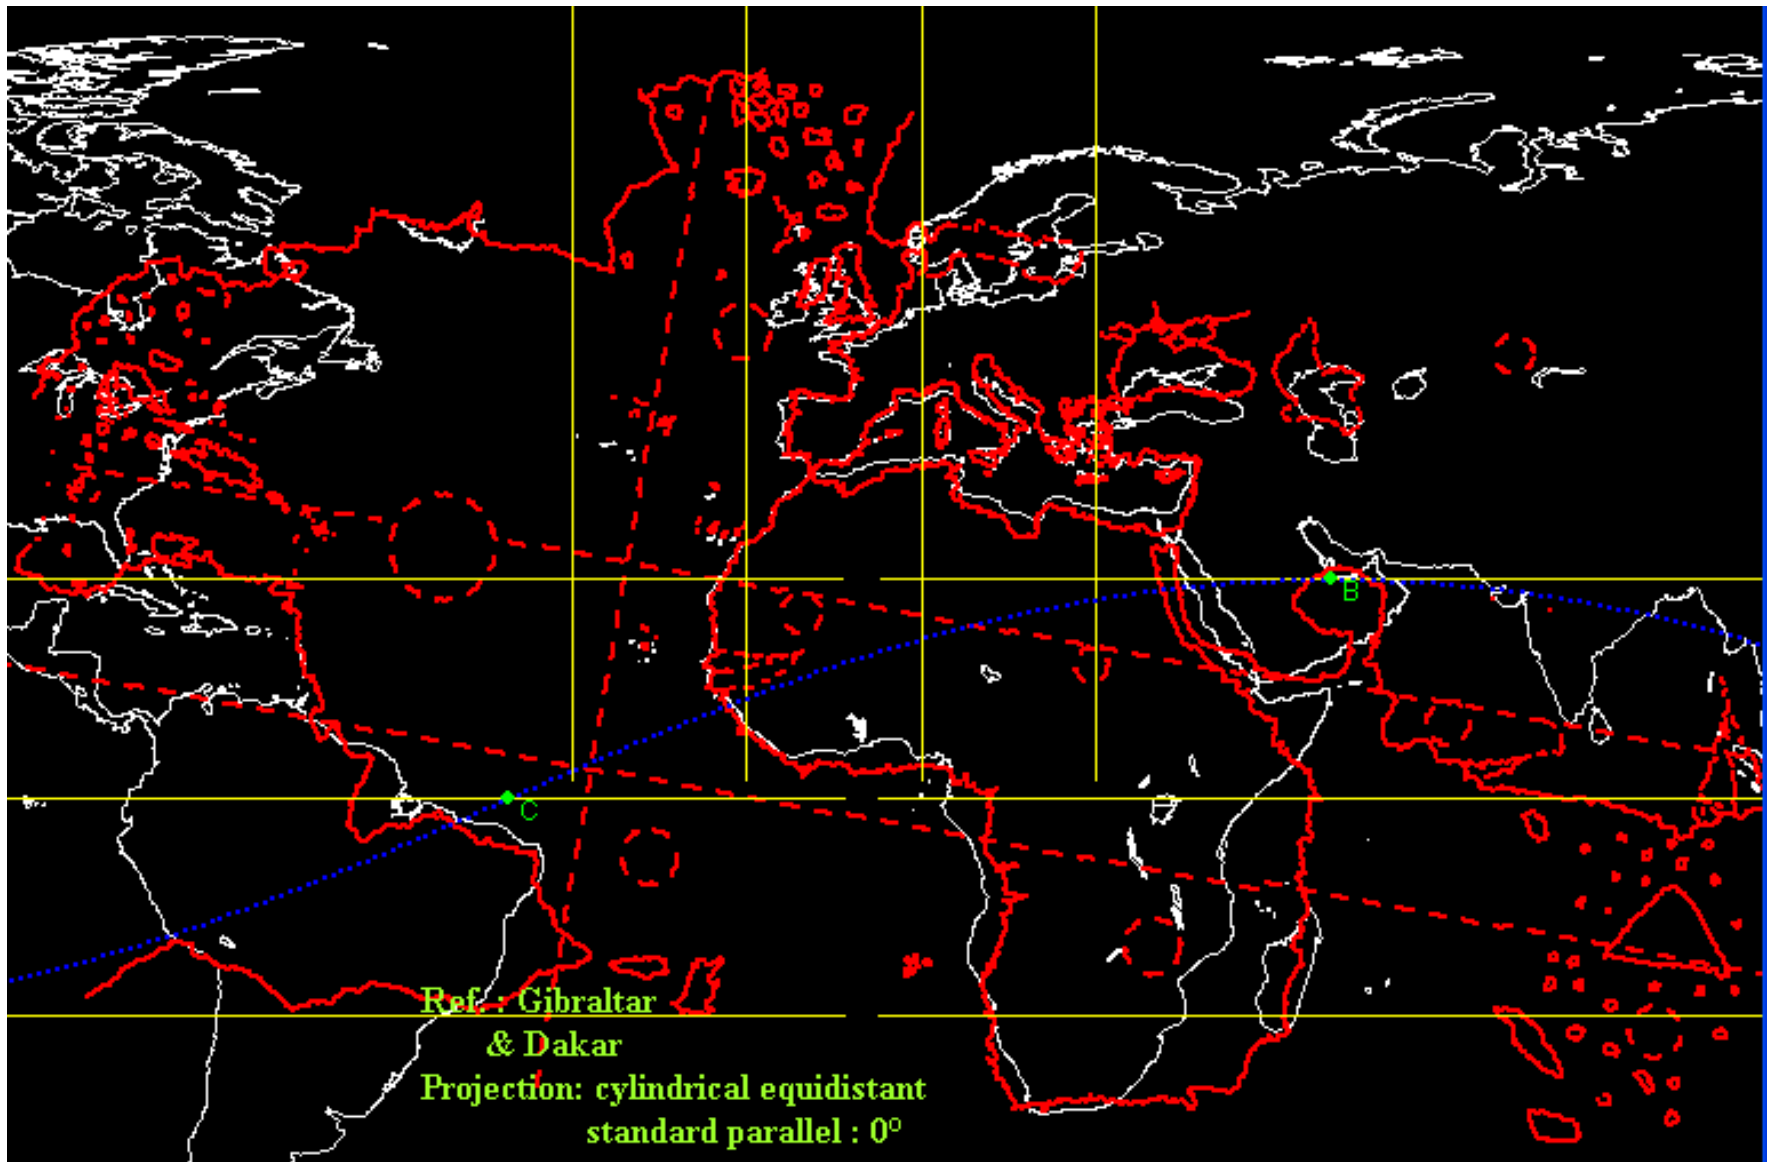 B
C
Ref. : Gibraltar
& Dakar
Projection: cylindrical equidistant
standard parallel : 0°